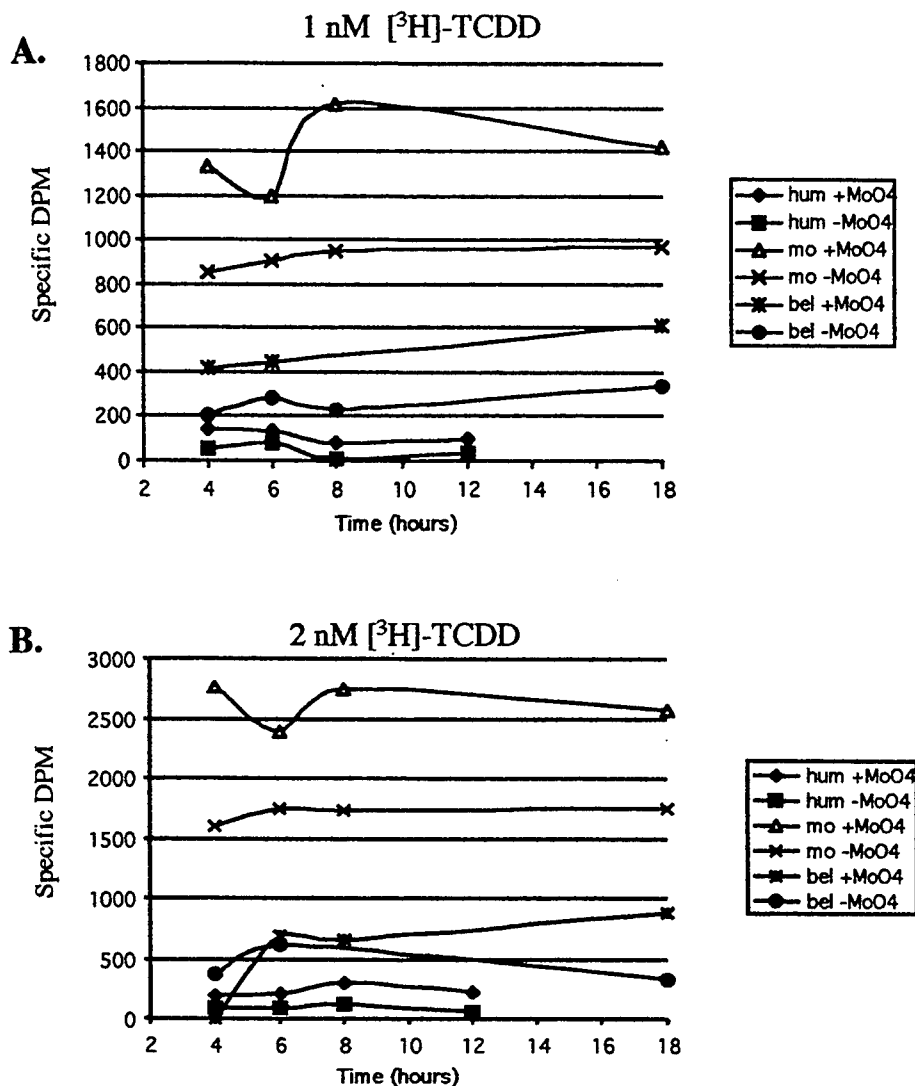 A.
1 nM [³H]-TCDD
1800
1600
1400
1200
1000
800
600
400
200
0
Specific DPM
2 4 6 8 10 12 14 16 18
Time (hours)
hum +MoO4
hum -MoO4
mo +MoO4
mo -MoO4
bel +MoO4
bel -MoO4
B.
2 nM [³H]-TCDD
3000
2500
2000
1500
1000
500
0
Specific DPM
2 4 6 8 10 12 14 16 18
Time (hours)
hum +MoO4
hum -MoO4
mo +MoO4
mo -MoO4
bel +MoO4
bel -MoO4